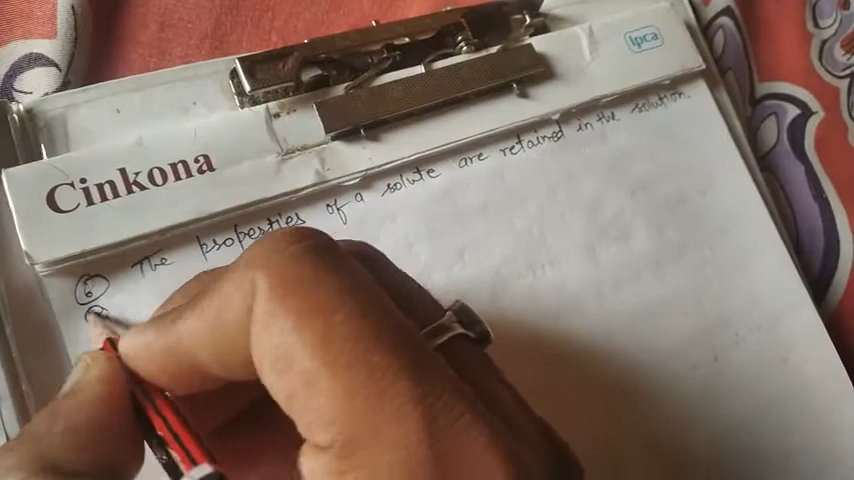 Ipca
Cinkona
6 The properties of a solute are retained in the solution.